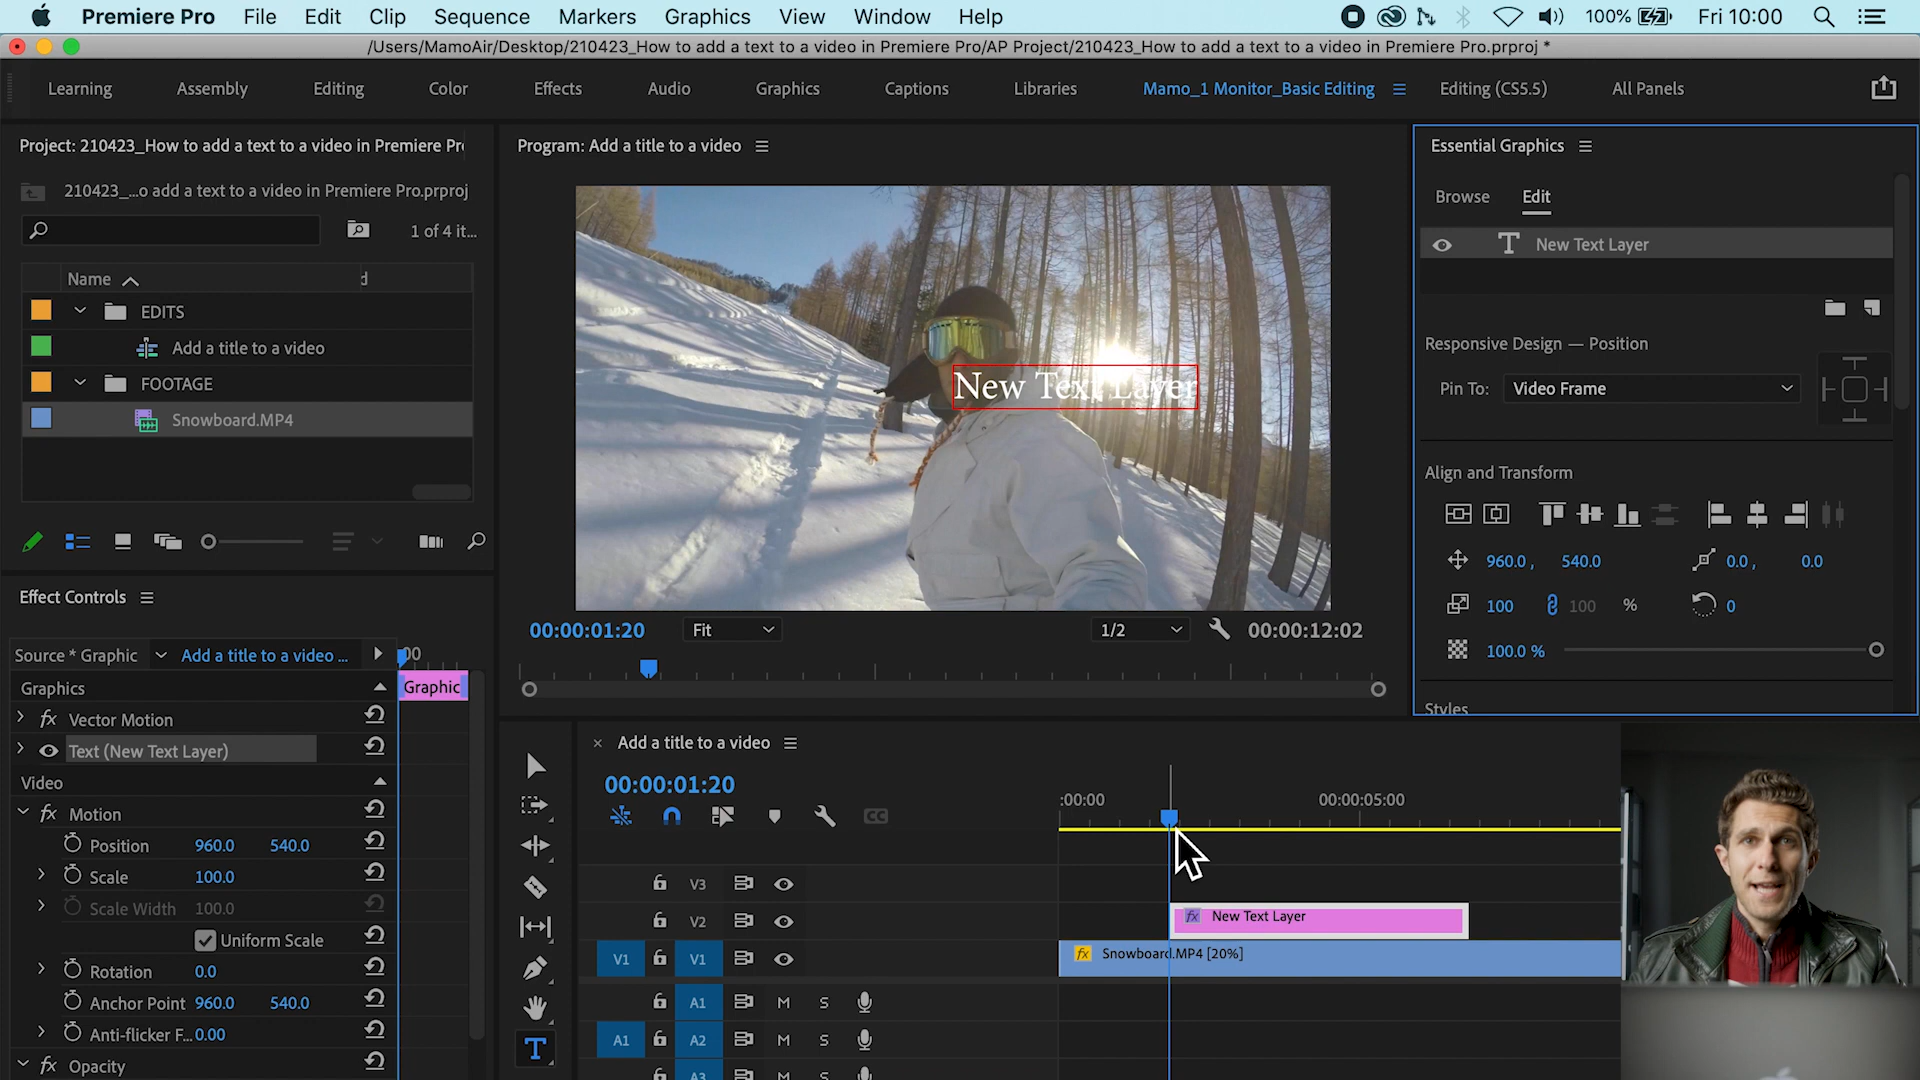 Premiere Pro File Edit Clip Sequence Markers Graphics View Window Help 100% Fri 10:00
/Users/MamoAir/Desktop/210423_How to add a text to a video in Premiere Pro/AP Project/210423_How to add a text to a video in Premiere Pro.prproj *
Learning Assembly Editing Color Effects Audio Graphics Captions Libraries Mamo_1 Monitor_Basic Editing Editing (CS5.5) All Panels
Project: 210423_How to add a text to a video in Premiere Pr
210423_...o add a text to a video in Premiere Pro.prproj
1 of 4 it...
Name d
EDITS
Add a title to a video
FOOTAGE
Snowboard.MP4
Program: Add a title to a video
New Text Layer
00:00:01:20 Fit 1/2 00:00:12:02
Essential Graphics
Browse Edit
New Text Layer
Responsive Design — Position
Pin To: Video Frame
Align and Transform
960.0 , 540.0 0.0 , 0.0
100 100 % 0
100.0 %
Styles
Effect Controls
Source * Graphic Add a title to a video ... :00
Graphics Graphic
fx Vector Motion
Text (New Text Layer)
Video
fx Motion
Position 960.0 540.0
Scale 100.0
Scale Width 100.0
Uniform Scale
Rotation 0.0
Anchor Point 960.0 540.0
Anti-flicker F... 0.00
fx Opacity
× Add a title to a video
00:00:01:20
:00:00 00:00:05:00
CC
V3
V2 fx New Text Layer
V1 V1 fx Snowboard.MP4 [20%]
A1 M S
A1 A2 M S
A3 M S
T